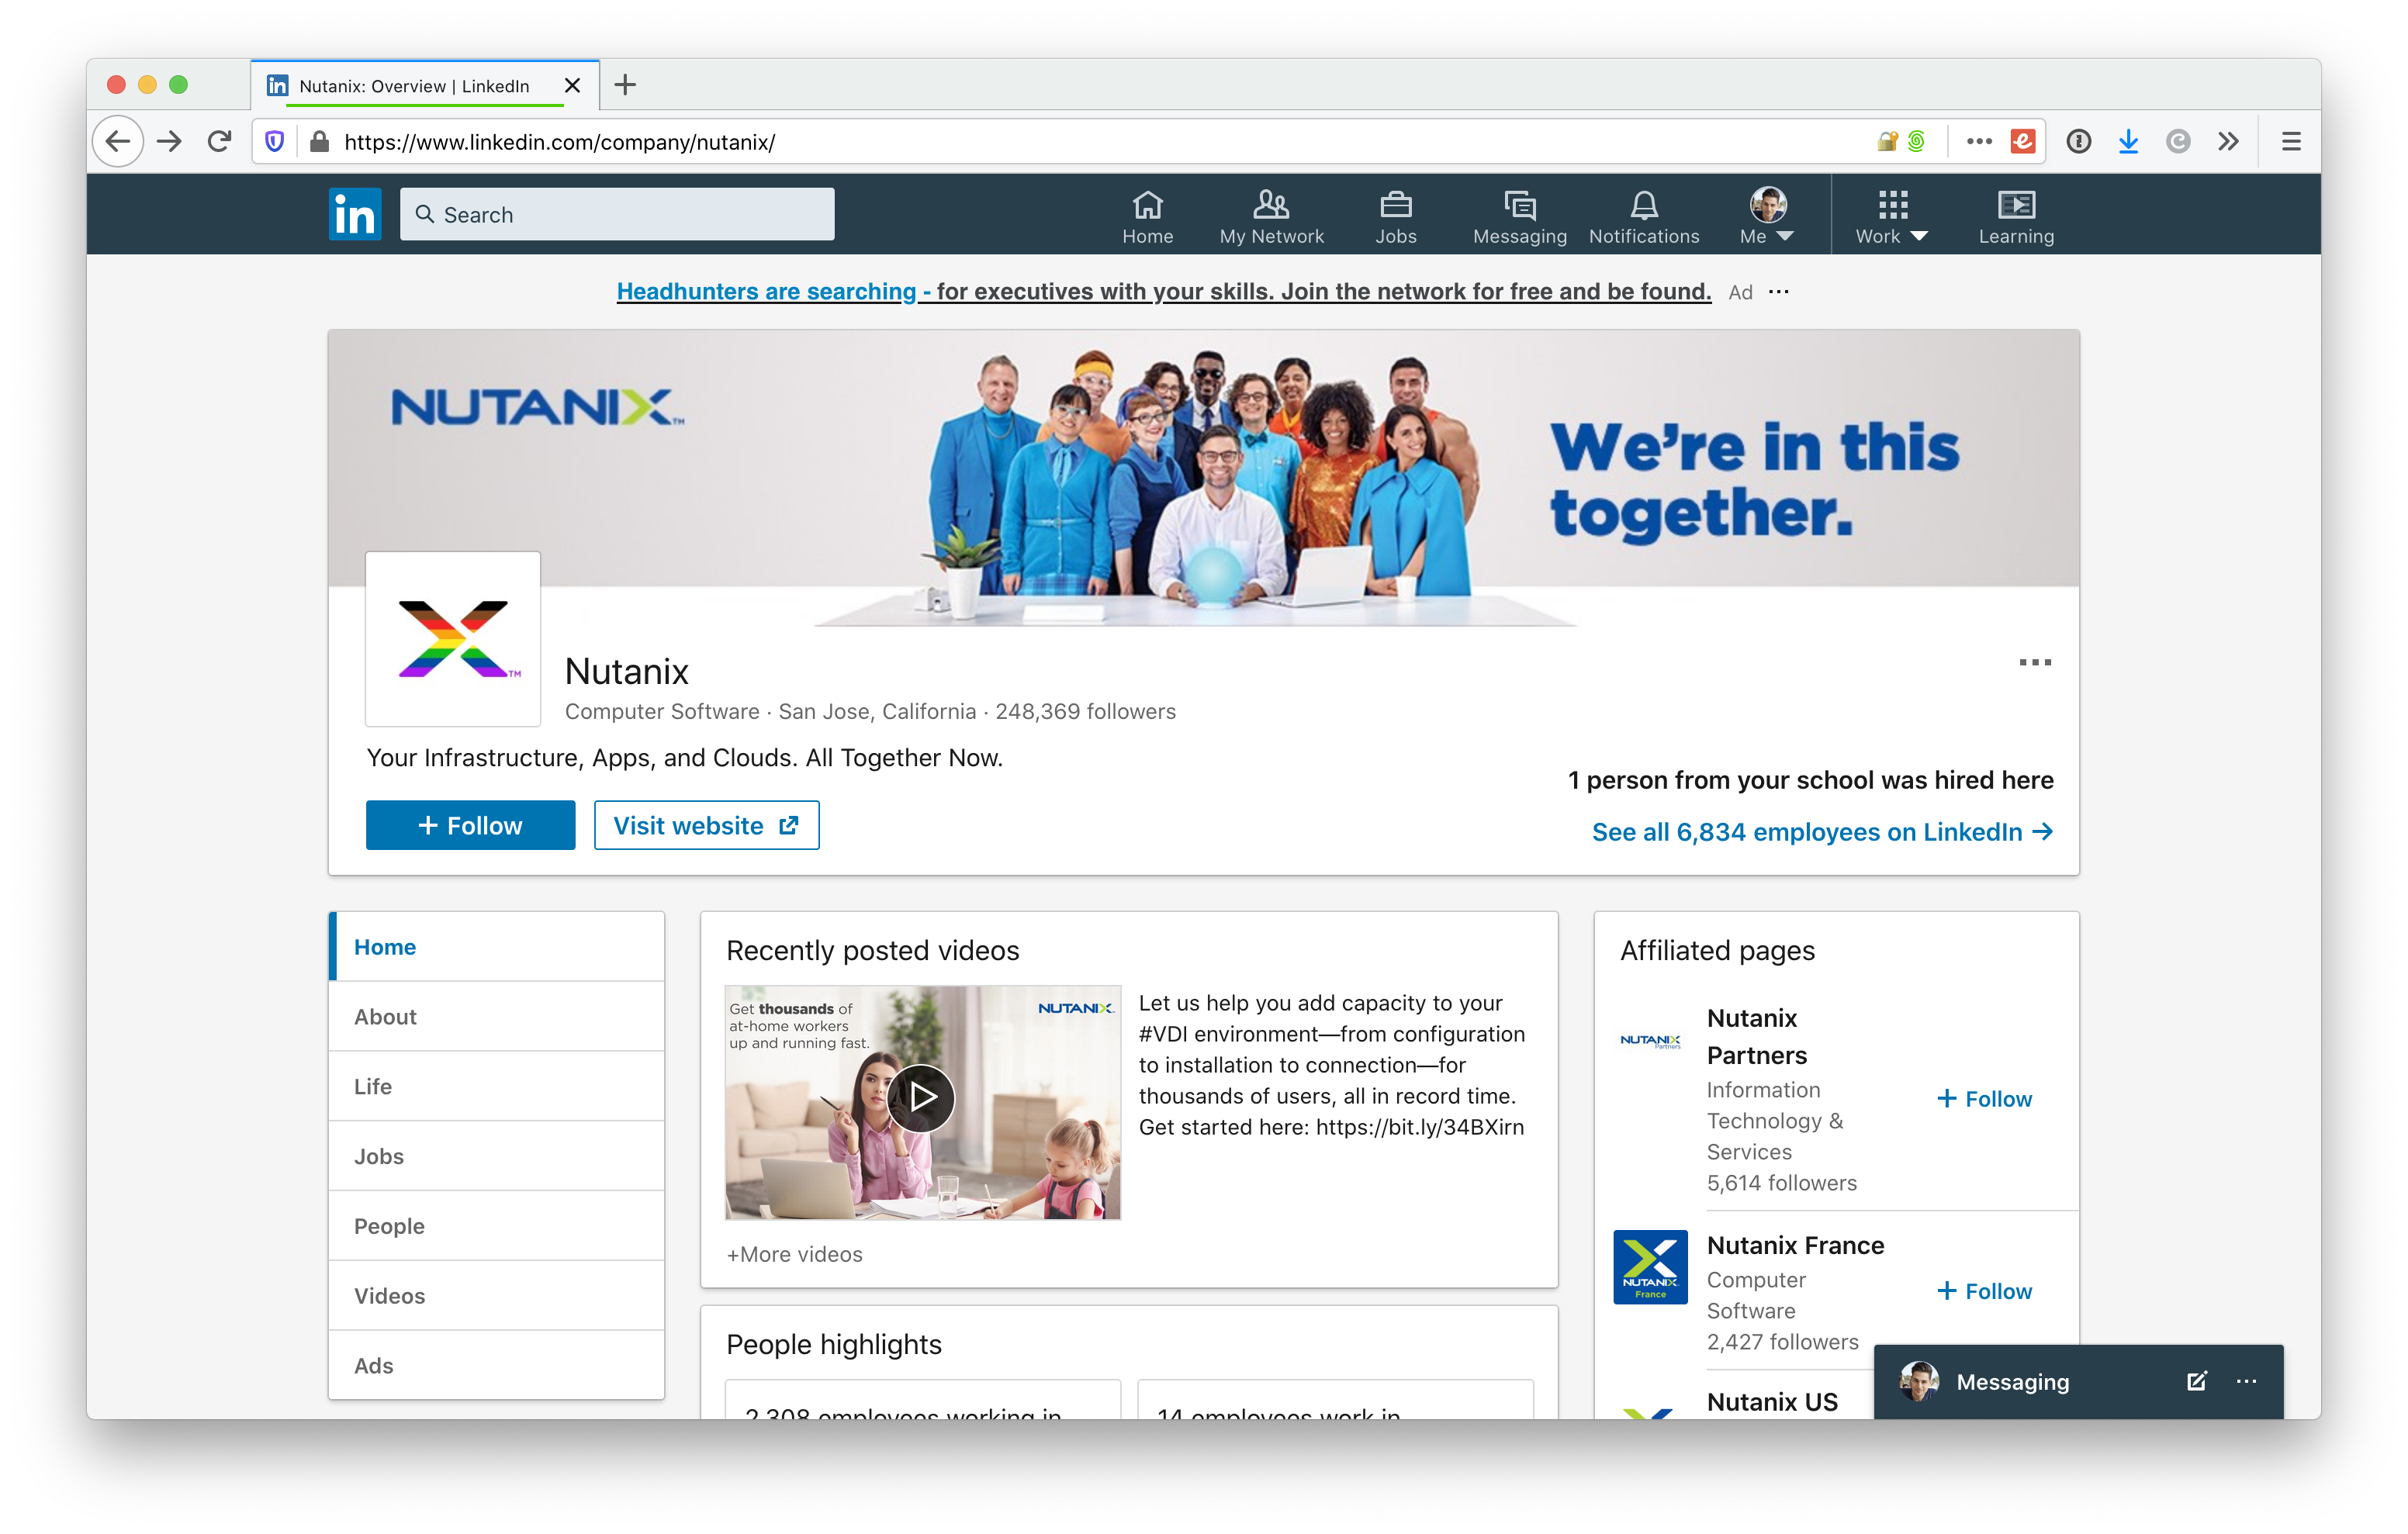 Nutanix: Overview | LinkedIn
https://www.linkedin.com/company/nutanix/
in
Search
Home
My Network
Jobs
Messaging
Notifications
Me
Work
Learning
Headhunters are searching - for executives with your skills. Join the network for free and be found. Ad
NUTANIX™
We're in this
together.
TM
Nutanix
Computer Software · San Jose, California · 248,369 followers
Your Infrastructure, Apps, and Clouds. All Together Now.
1 person from your school was hired here
+ Follow
Visit website
See all 6,834 employees on LinkedIn →
Home
About
Life
Jobs
People
Videos
Ads
Recently posted videos
Get thousands of
at-home workers
up and running fast.
NUTANIX
Let us help you add capacity to your
#VDI environment—from configuration
to installation to connection—for
thousands of users, all in record time.
Get started here: https://bit.ly/34BXirn
+More videos
People highlights
2,308 employees working in
14 employees work in
Affiliated pages
NUTANIX
Partners
Nutanix
Partners
Information
Technology &
Services
5,614 followers
+ Follow
NUTANIX
France
Nutanix France
Computer
Software
2,427 followers
+ Follow
Nutanix US
Messaging